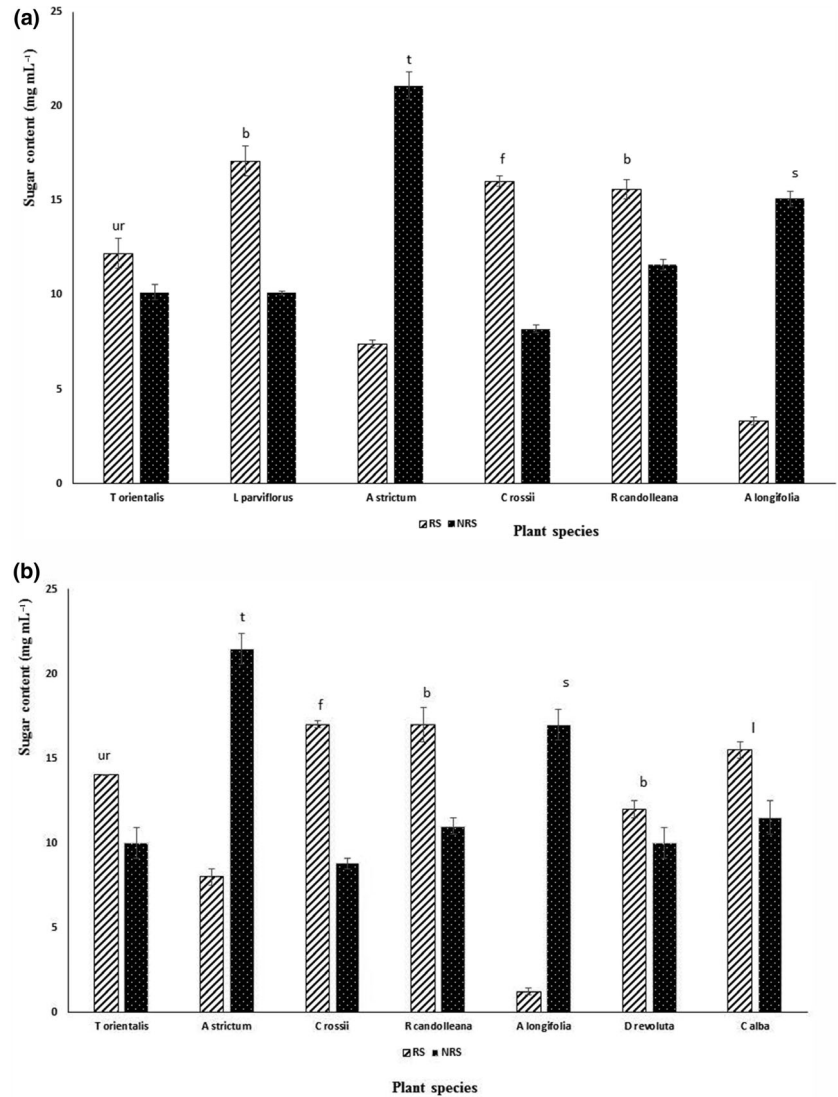 (a)
25
t
20
b
f
b
s
15
ur
10
5
0
Sugar content (mg mL⁻¹)
T orientalis L parviflorus A strictum C rossii R candolleana A longifolia
RS NRS
Plant species
(b)
25
t
20
f
b
s
ur
l
b
15
10
5
0
Sugar content (mg mL⁻¹)
T orientalis A strictum C rossii R candolleana A longifolia D revoluta C alba
RS NRS
Plant species